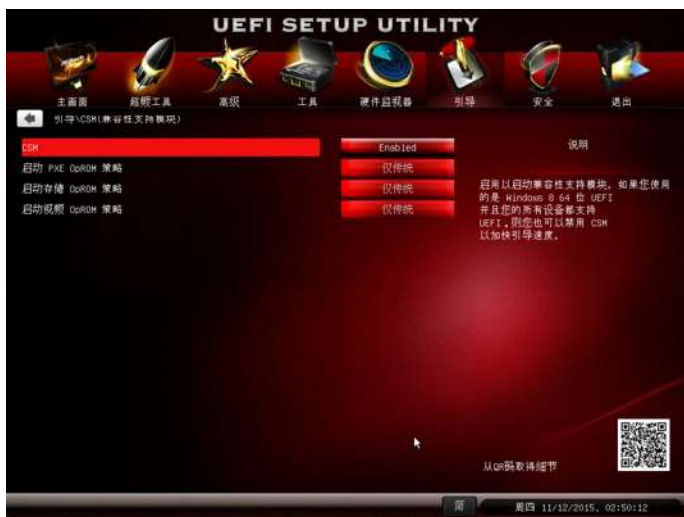 UEFI SETUP UTILITY
主画面 超频工具 高级 工具 硬件监视器 引导 安全 退出
引导\CSM(兼容性支持模块)
CSM Enabled 说明
启动 PXE OpROM 策略 仅传统
启动存储 OpROM 策略 仅传统
启动视频 OpROM 策略 仅传统
启用以启动兼容性支持模块. 如果您使用
的是 Windows 8 64 位 UEFI
并且您的所有设备都支持
UEFI，则您也可以禁用 CSM
以加快引导速度.
从QR码取得细节
简 周四 11/12/2015, 02:50:12